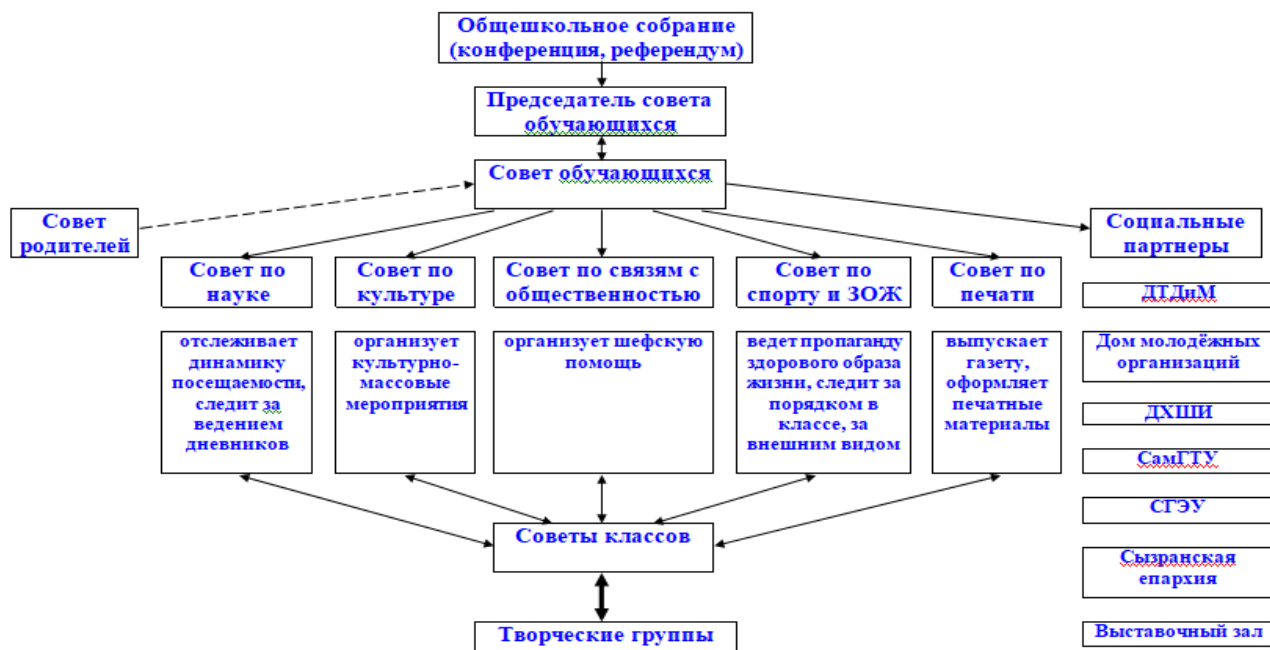 Общешкольное собрание
(конференция, референдум)
Председатель совета
обучающихся
Совет обучающихся
Совет
родителей
Социальные
партнеры
Совет по
науке
Совет по
культуре
Совет по связям с
общественностью
Совет по
спорту и ЗОЖ
Совет по
печати
отслеживает
динамику
посещаемости,
следит за
ведением
дневников
организует
культурно-
массовые
мероприятия
организует шефскую
помощь
ведет пропаганду
здорового образа
жизни, следит за
порядком в
классе, за
внешним видом
выпускает
газету,
оформляет
печатные
материалы
ДТДиМ
Дом молодёжных
организаций
ДХШИ
СамГТУ
СГЭУ
Сызранская
епархия
Выставочный зал
Советы классов
Творческие группы